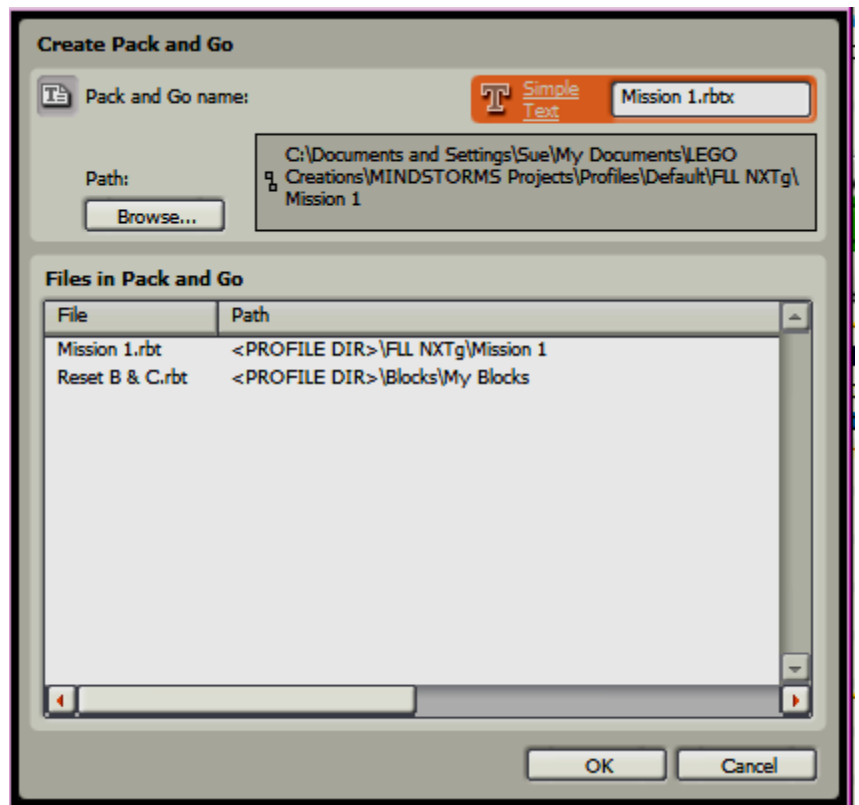 Create Pack and Go
Pack and Go name:
Simple
Text
Mission 1.rbtx
Path:
Browse...
C:\Documents and Settings\Sue\My Documents\LEGO
Creations\MINDSTORMS Projects\Profiles\Default\FLL NXTg\
Mission 1
Files in Pack and Go
File Path
Mission 1.rbt <PROFILE DIR>\FLL NXTg\Mission 1
Reset B & C.rbt <PROFILE DIR>\Blocks\My Blocks
OK Cancel